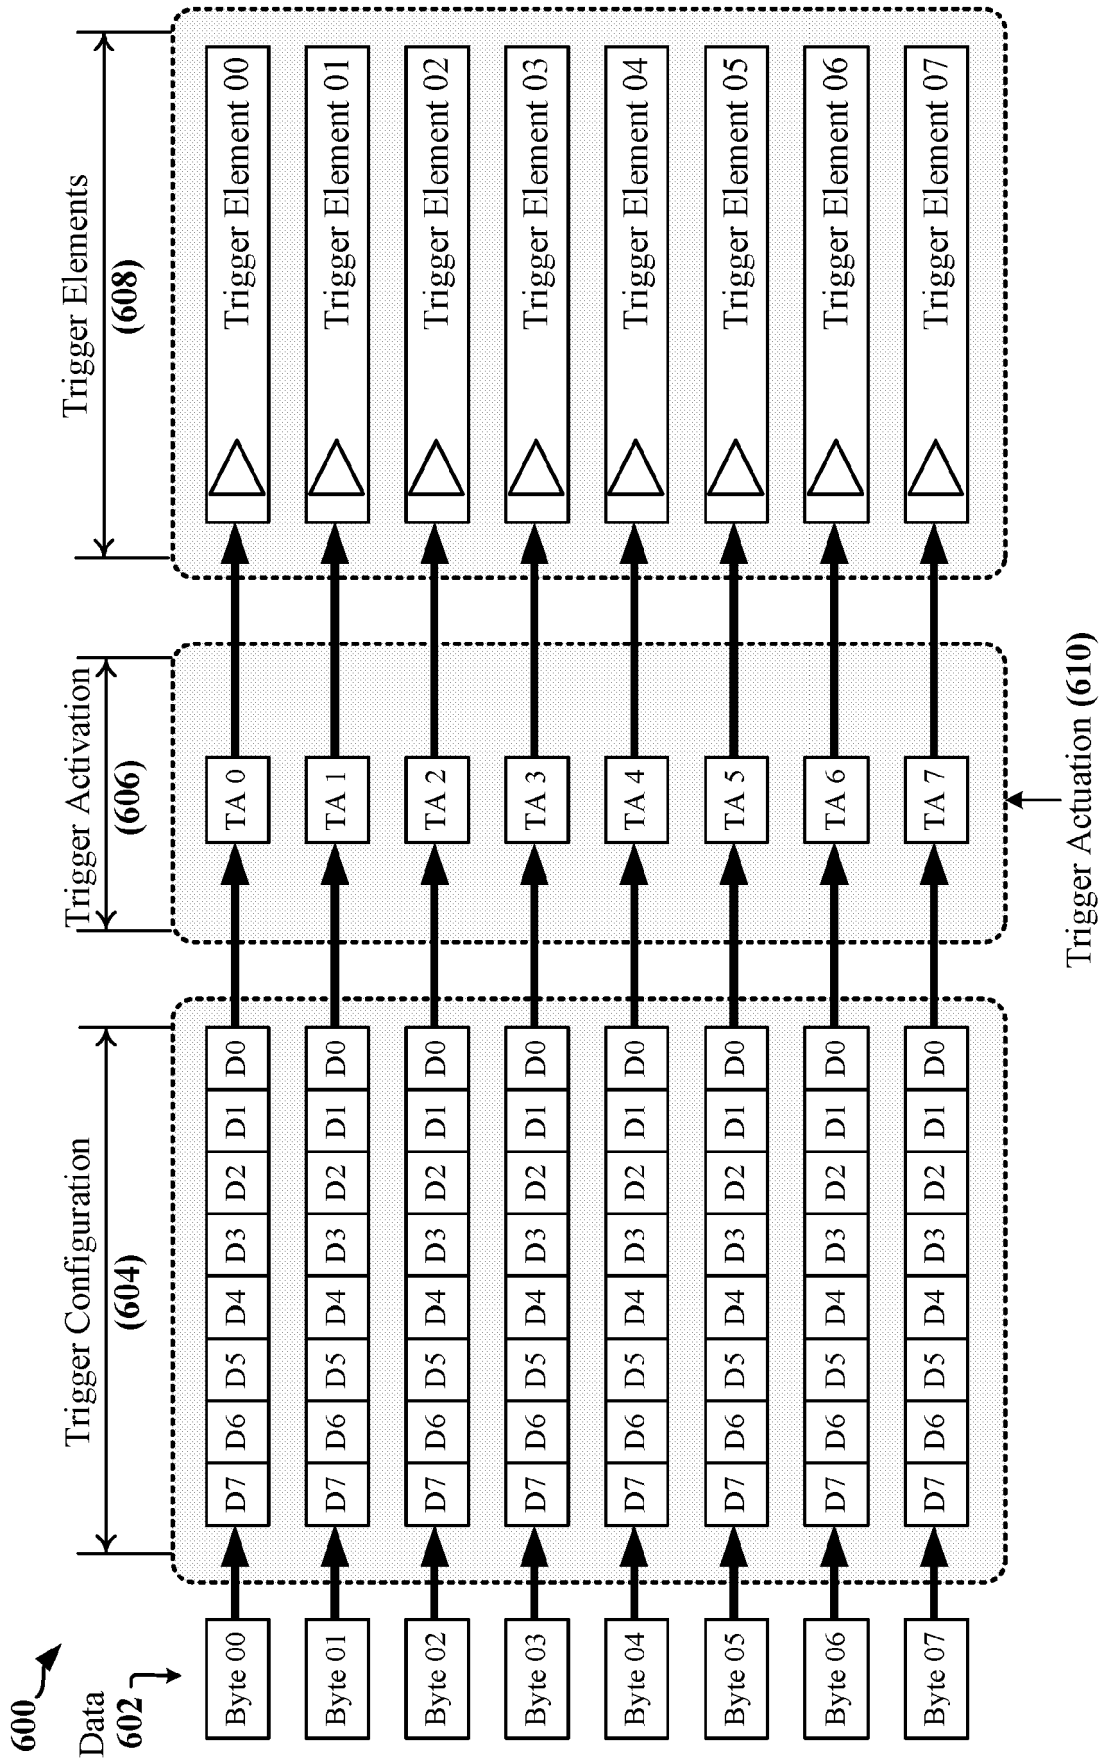 600
Data
602
Trigger Configuration
(604)
Trigger Activation
(606)
Trigger Elements
(608)
Byte 00 D7 D6 D5 D4 D3 D2 D1 D0 TA 0 Trigger Element 00
Byte 01 D7 D6 D5 D4 D3 D2 D1 D0 TA 1 Trigger Element 01
Byte 02 D7 D6 D5 D4 D3 D2 D1 D0 TA 2 Trigger Element 02
Byte 03 D7 D6 D5 D4 D3 D2 D1 D0 TA 3 Trigger Element 03
Byte 04 D7 D6 D5 D4 D3 D2 D1 D0 TA 4 Trigger Element 04
Byte 05 D7 D6 D5 D4 D3 D2 D1 D0 TA 5 Trigger Element 05
Byte 06 D7 D6 D5 D4 D3 D2 D1 D0 TA 6 Trigger Element 06
Byte 07 D7 D6 D5 D4 D3 D2 D1 D0 TA 7 Trigger Element 07
Trigger Actuation (610)